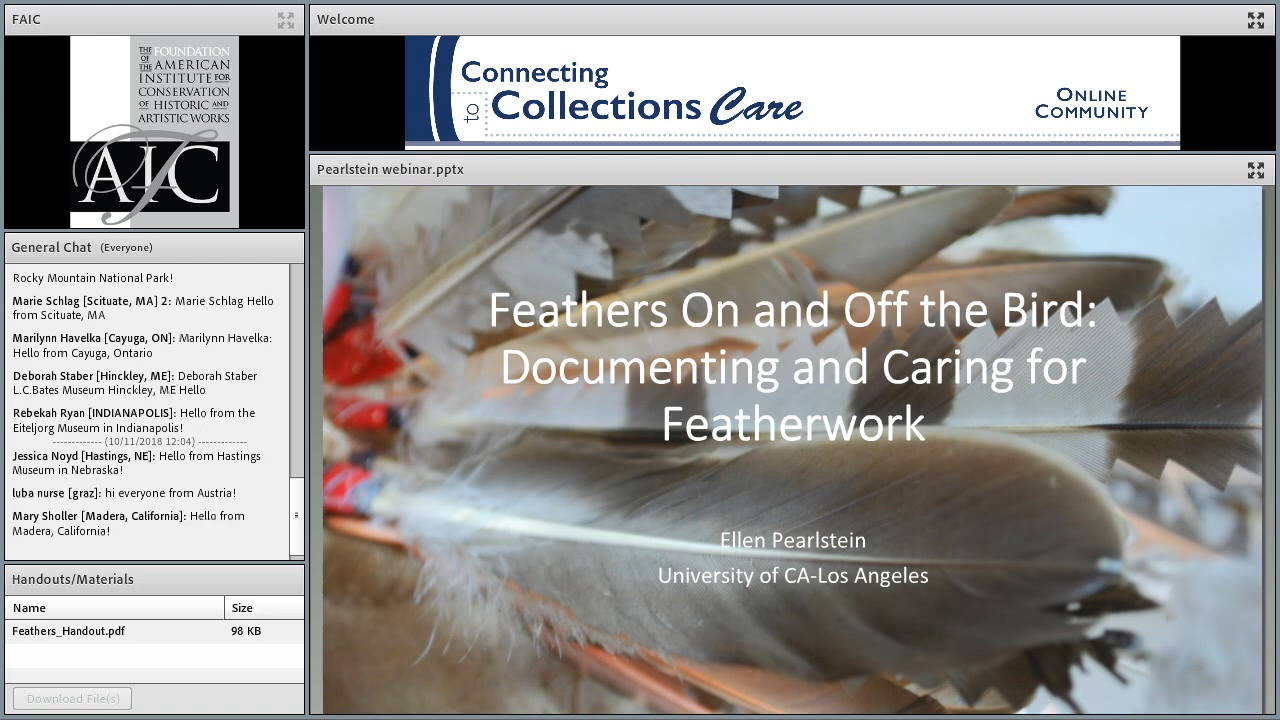 FAIC
THE FOUNDATION
OF THE AMERICAN
INSTITUTE FOR
CONSERVATION
OF HISTORIC AND
ARTISTIC WORKS
FAIC
General Chat (Everyone)
Rocky Mountain National Park!
Marie Schlag [Scituate, MA] 2: Marie Schlag Hello
from Scituate, MA
Marilynn Havelka [Cayuga, ON]: Marilynn Havelka:
Hello from Cayuga, Ontario
Deborah Staber [Hinckley, ME]: Deborah Staber
L.C.Bates Museum Hinckley, ME Hello
Rebekah Ryan [INDIANAPOLIS]: Hello from the
Eiteljorg Museum in Indianapolis!
------------- (10/11/2018 12:04) -------------
Jessica Noyd [Hastings, NE]: Hello from Hastings
Museum in Nebraska!
luba nurse [graz]: hi everyone from Austria!
Mary Sholler [Madera, California]: Hello from
Madera, California!
Handouts/Materials
Name Size
Feathers_Handout.pdf 98 KB
Download File(s)
Welcome
Connecting
to Collections Care
ONLINE
COMMUNITY
Pearlstein webinar.pptx
Feathers On and Off the Bird:
Documenting and Caring for
Featherwork
Ellen Pearlstein
University of CA-Los Angeles